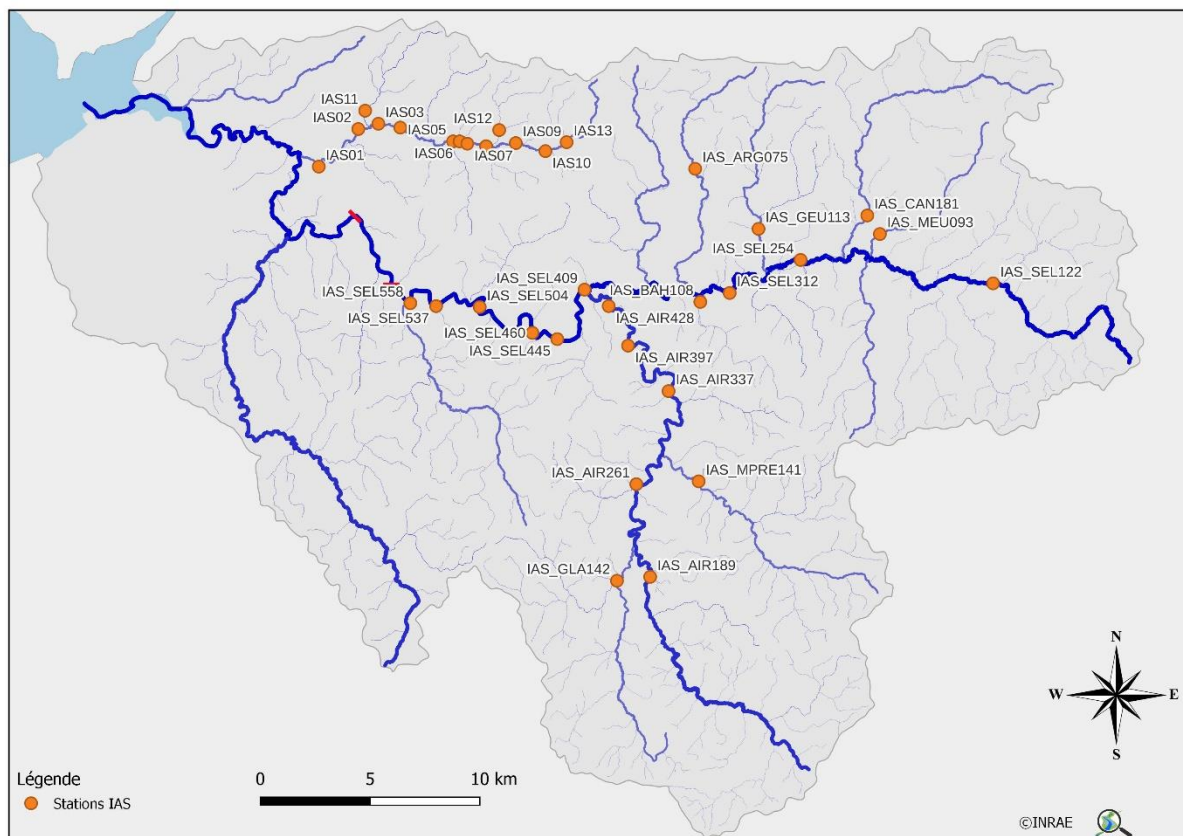 IAS11
IAS02
IAS03
IAS05
IAS12
IAS09
IAS13
IAS06
IAS07
IAS10
IAS01
IAS_ARG075
IAS_CAN181
IAS_GEU113
IAS_MEU093
IAS_SEL254
IAS_SEL122
IAS_SEL409
IAS_BAH108
IAS_SEL312
IAS_SEL558
IAS_SEL504
IAS_SEL537
IAS_AIR428
IAS_SEL460
IAS_SEL445
IAS_AIR397
IAS_AIR337
IAS_AIR261
IAS_MPRE141
IAS_GLA142
IAS_AIR189
N
W
E
S
Légende
0 5 10 km
Stations IAS
©INRAE